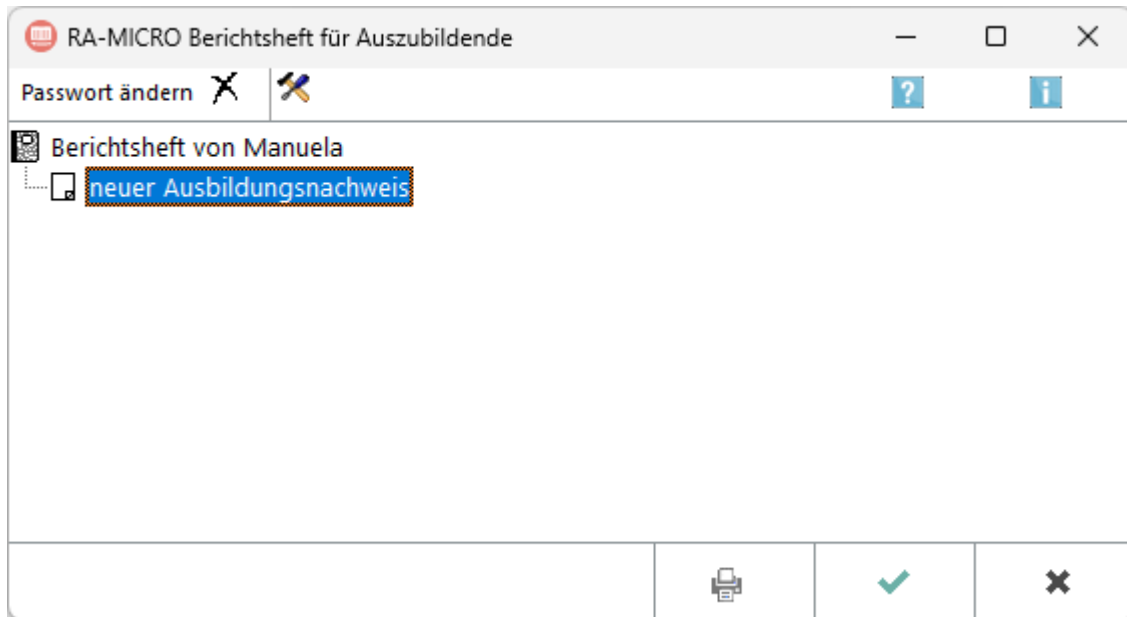 RA-MICRO Berichtsheft für Auszubildende
Passwort ändern
? i
Berichtsheft von Manuela
neuer Ausbildungsnachweis